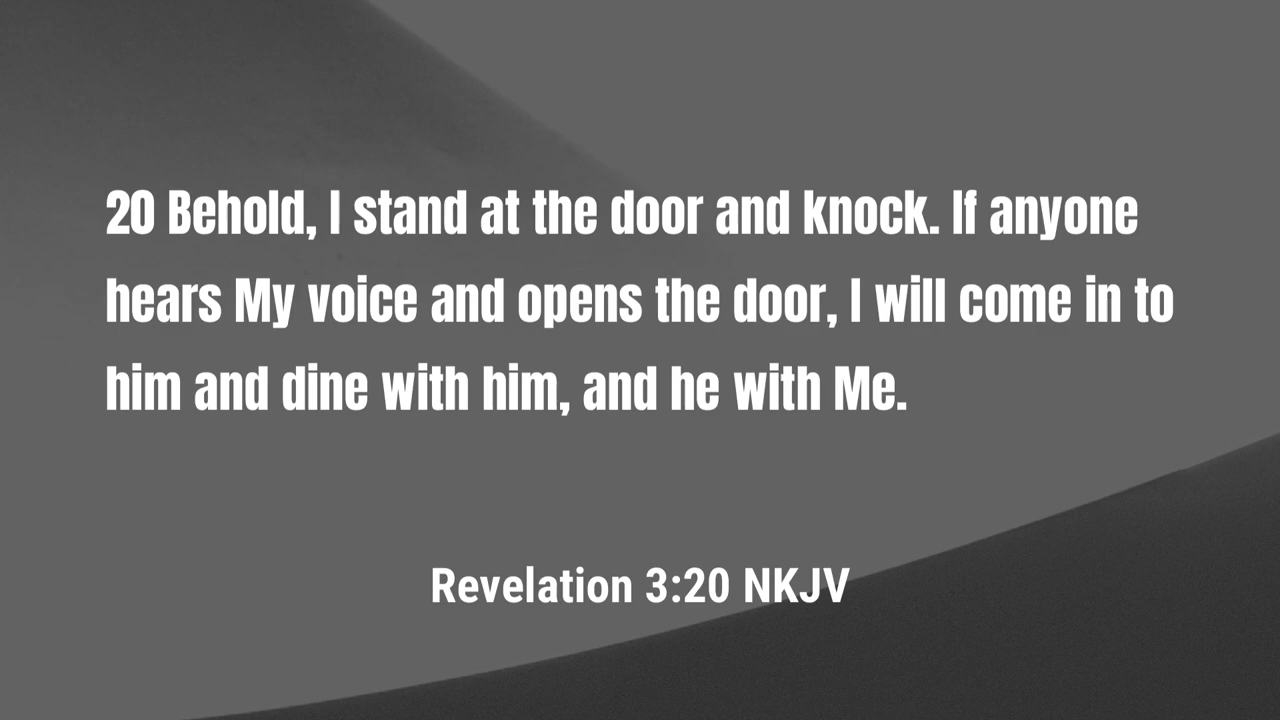 20 Behold, I stand at the door and knock. If anyone
hears My voice and opens the door, I will come in to
him and dine with him, and he with Me.
Revelation 3:20 NKJV